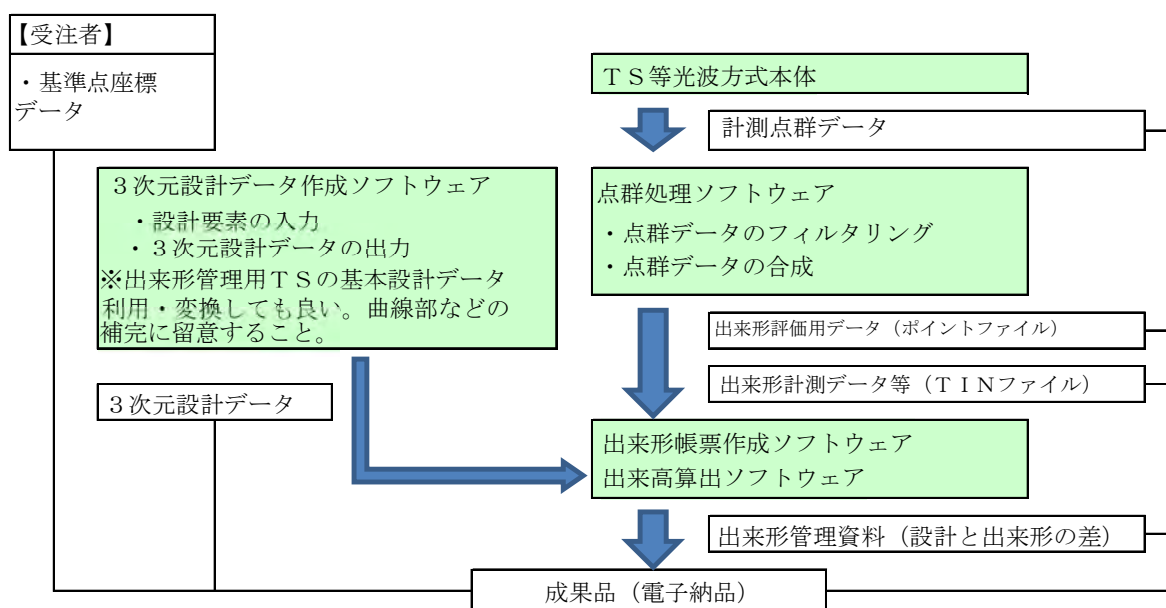 【受注者】
・基準点座標
データ
ＴＳ等光波方式本体
計測点群データ
３次元設計データ作成ソフトウェア
・設計要素の入力
・３次元設計データの出力
※出来形管理用ＴＳの基本設計データ
利用・変換しても良い。曲線部などの
補完に留意すること。
点群処理ソフトウェア
・点群データのフィルタリング
・点群データの合成
出来形評価用データ（ポイントファイル）
出来形計測データ等（ＴＩＮファイル）
３次元設計データ
出来形帳票作成ソフトウェア
出来高算出ソフトウェア
出来形管理資料（設計と出来形の差）
成果品（電子納品）